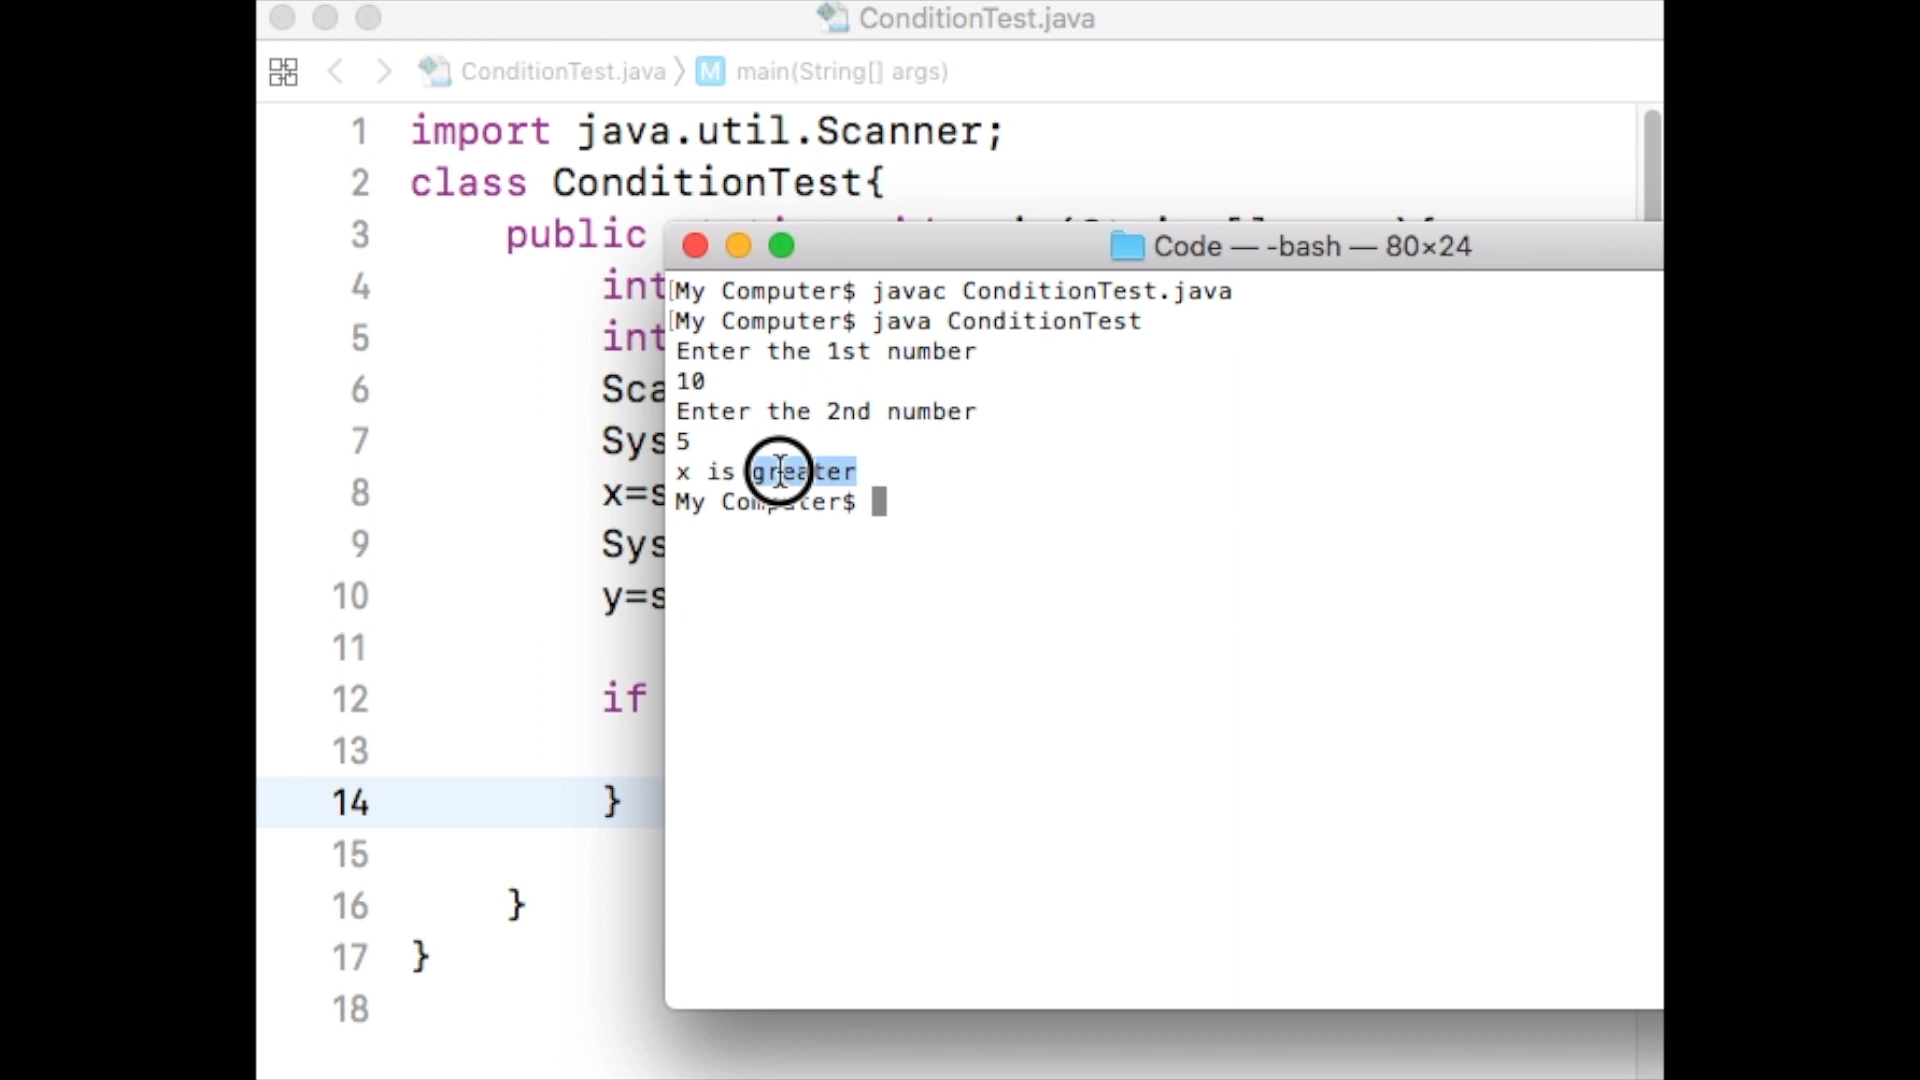 ConditionTest.java
ConditionTest.java 〉 M main(String[] args)
1 import java.util.Scanner;
2 class ConditionTest{
3 public
4 int
5 int
6 Sca
7 Sys
8 x=s
9 Sys
10 y=s
11
12 if
13
14 }
15
16 }
17 }
18
Code — -bash — 80×24
[My Computer$ javac ConditionTest.java
[My Computer$ java ConditionTest
Enter the 1st number
10
Enter the 2nd number
5
x is greater
My Computer$